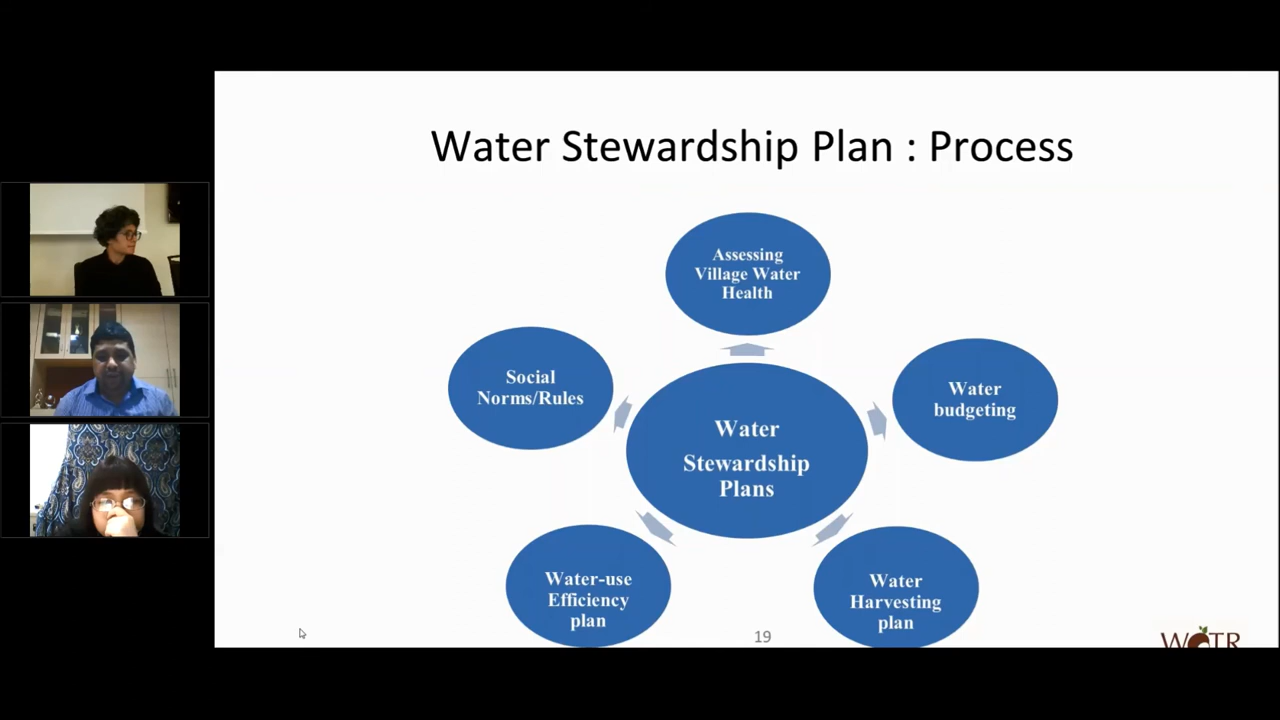 Water Stewardship Plan : Process
Assessing
Village Water
Health
Social
Norms/Rules
Water
budgeting
Water
Stewardship
Plans
Water-use
Efficiency
plan
Water
Harvesting
plan
19
WOTR